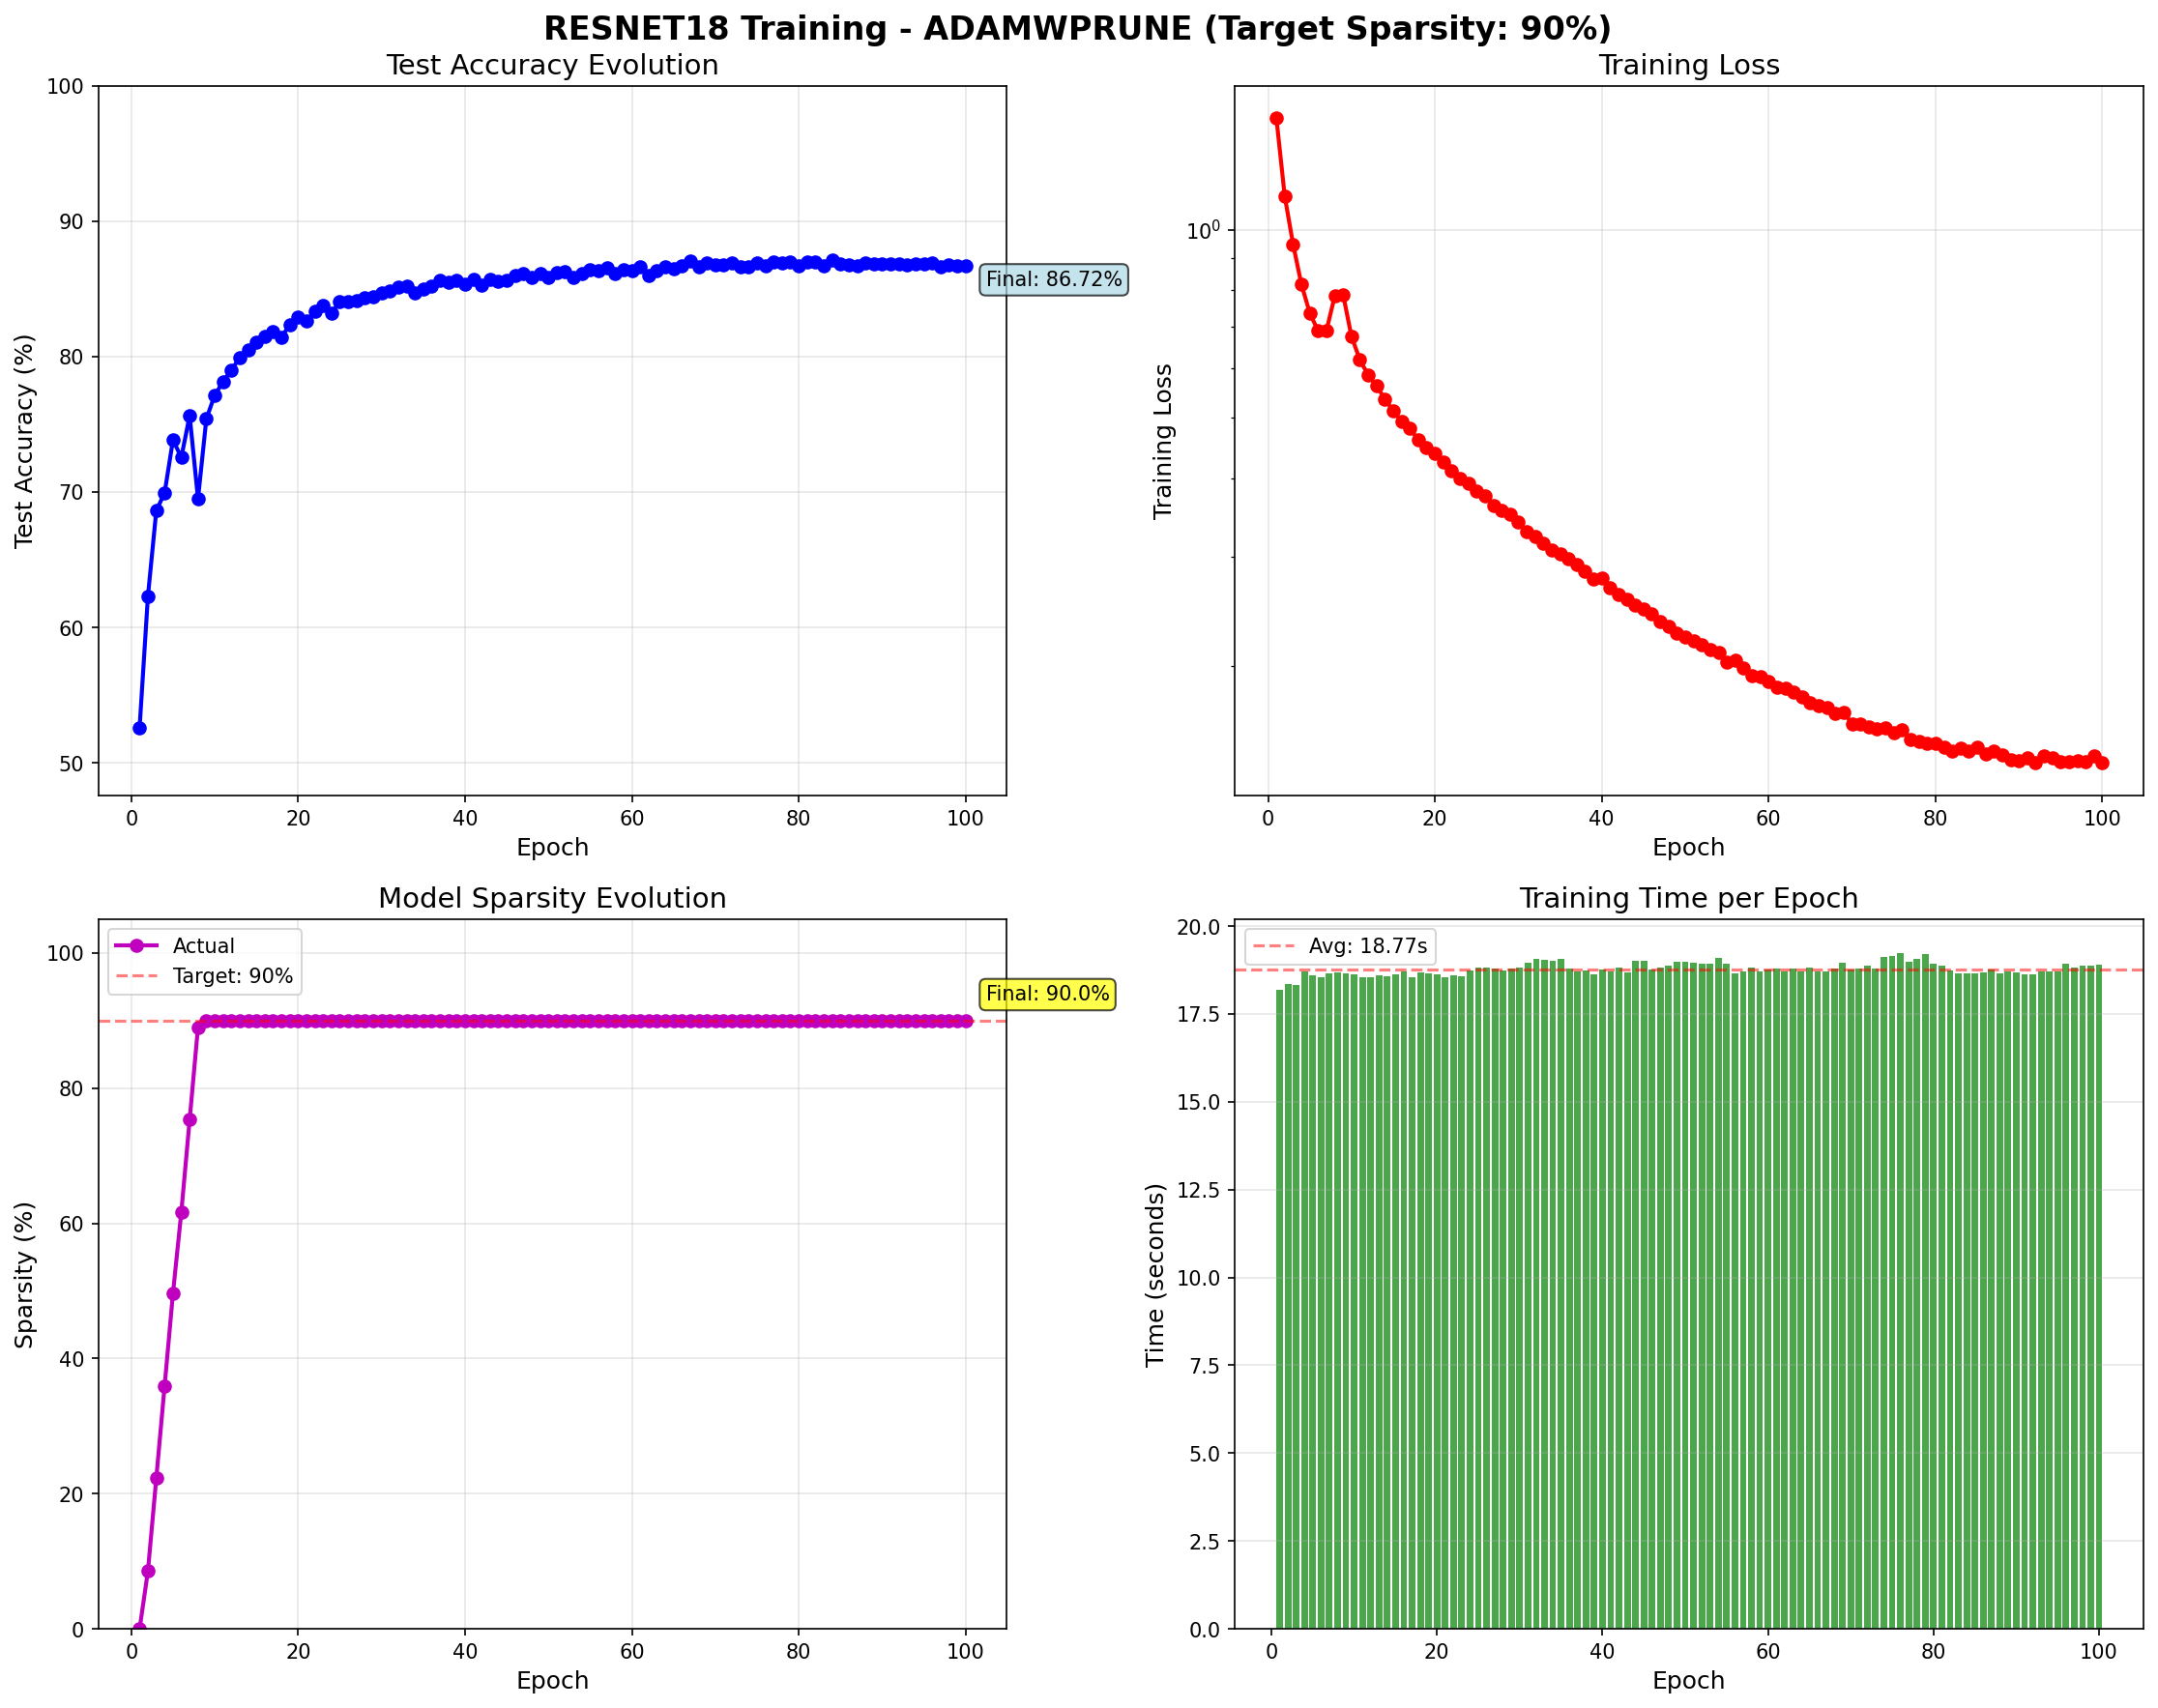 RESNET18 Training - ADAMWPRUNE (Target Sparsity: 90%)
Test Accuracy Evolution
100
90
80
70
60
50
Test Accuracy (%)
Final: 86.72%
0 20 40 60 80 100
Epoch
Training Loss
10⁰
Training Loss
0 20 40 60 80 100
Epoch
Model Sparsity Evolution
Actual
Target: 90%
100
80
60
40
20
0
Sparsity (%)
Final: 90.0%
0 20 40 60 80 100
Epoch
Training Time per Epoch
Avg: 18.77s
20.0
17.5
15.0
12.5
10.0
7.5
5.0
2.5
0.0
Time (seconds)
0 20 40 60 80 100
Epoch